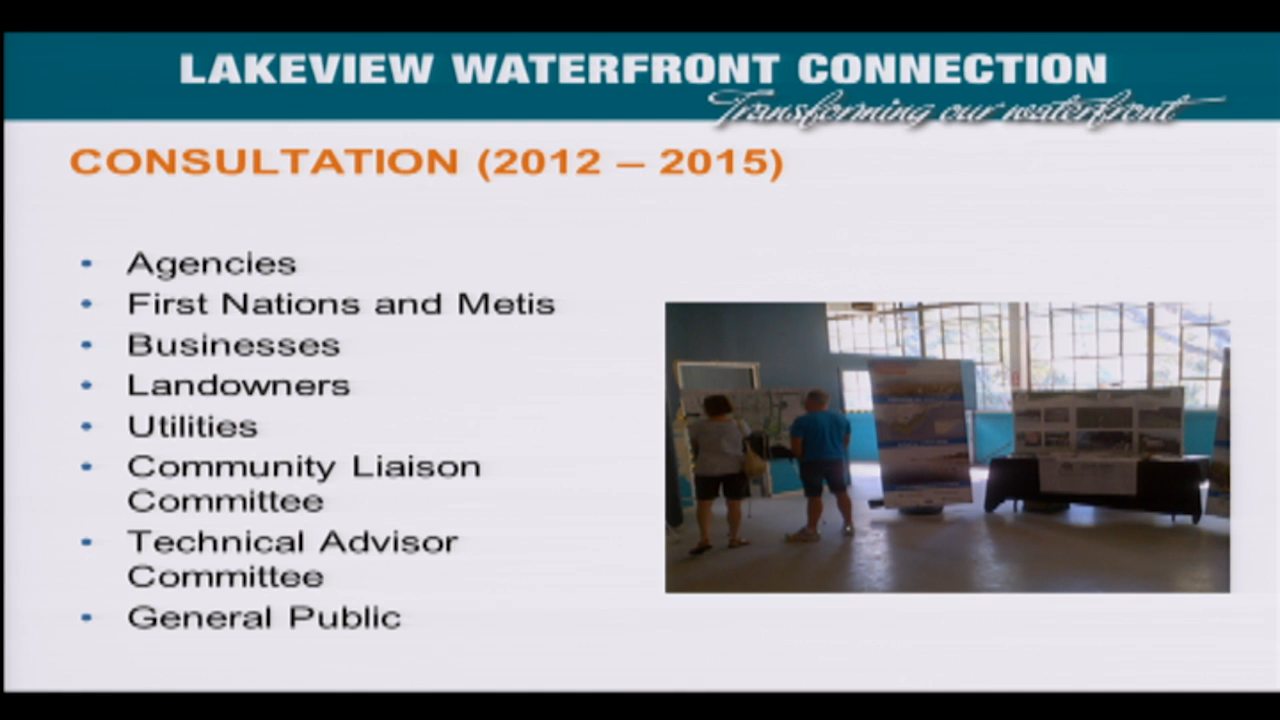 LAKEVIEW WATERFRONT CONNECTION
Transforming our waterfront
CONSULTATION (2012 – 2015)
• Agencies
• First Nations and Metis
• Businesses
• Landowners
• Utilities
• Community Liaison
Committee
• Technical Advisor
Committee
• General Public